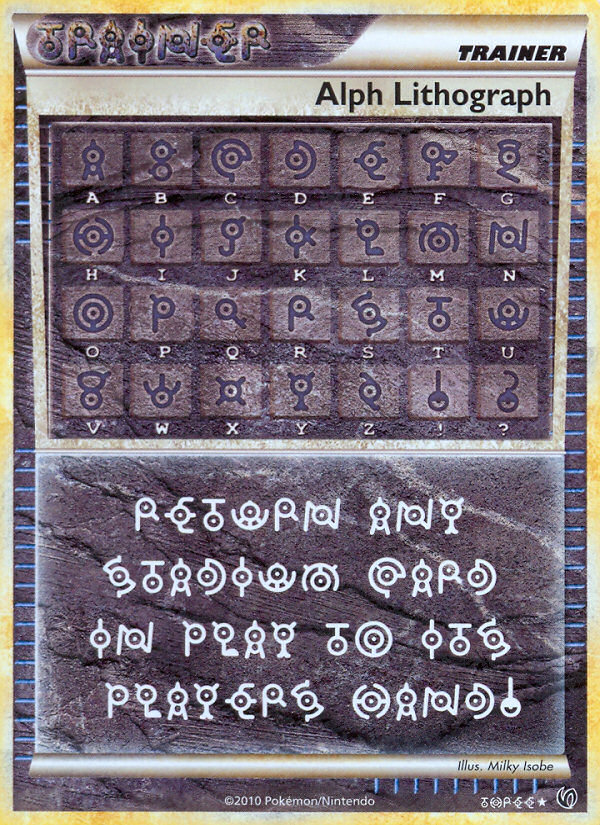 TRAINER
TRAINER
Alph Lithograph
A B C D E F G
H I J K L M N
O P Q R S T U
V W X Y Z ! ?
RETURN ANY
STADIUM CARD
IN PLAY TO ITS
PLAYERS HAND!
Illus. Milky Isobe
©2010 Pokémon/Nintendo
THREE ★